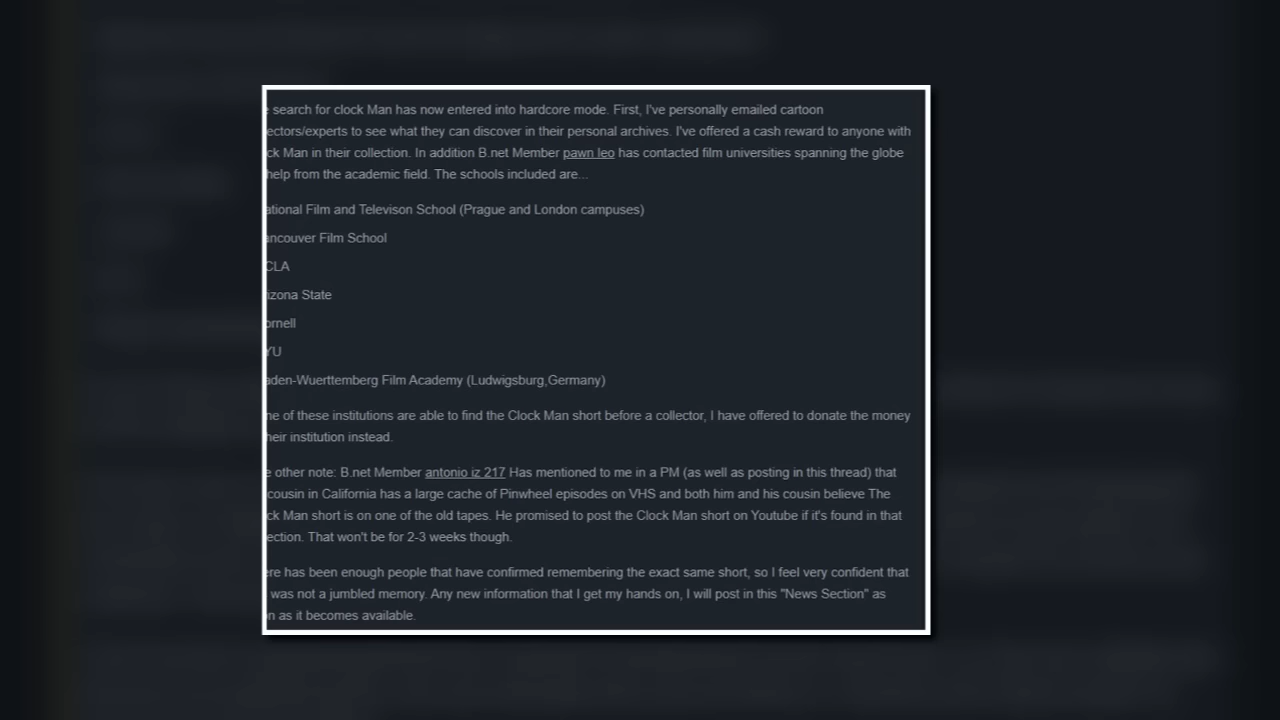 search for clock Man has now entered into hardcore mode. First, I've personally emailed cartoon
ectors/experts to see what they can discover in their personal archives. I've offered a cash reward to anyone with
ck Man in their collection. In addition B.net Member pawn leo has contacted film universities spanning the globe
help from the academic field. The schools included are...
ational Film and Televison School (Prague and London campuses)
ancouver Film School
CLA
izona State
ornell
YU
aden-Wuerttemberg Film Academy (Ludwigsburg,Germany)
ne of these institutions are able to find the Clock Man short before a collector, I have offered to donate the money
heir institution instead.
e other note: B.net Member antonio iz 217 Has mentioned to me in a PM (as well as posting in this thread) that
cousin in California has a large cache of Pinwheel episodes on VHS and both him and his cousin believe The
ck Man short is on one of the old tapes. He promised to post the Clock Man short on Youtube if it's found in that
ection. That won't be for 2-3 weeks though.
ere has been enough people that have confirmed remembering the exact same short, so I feel very confident that
was not a jumbled memory. Any new information that I get my hands on, I will post in this "News Section" as
n as it becomes available.